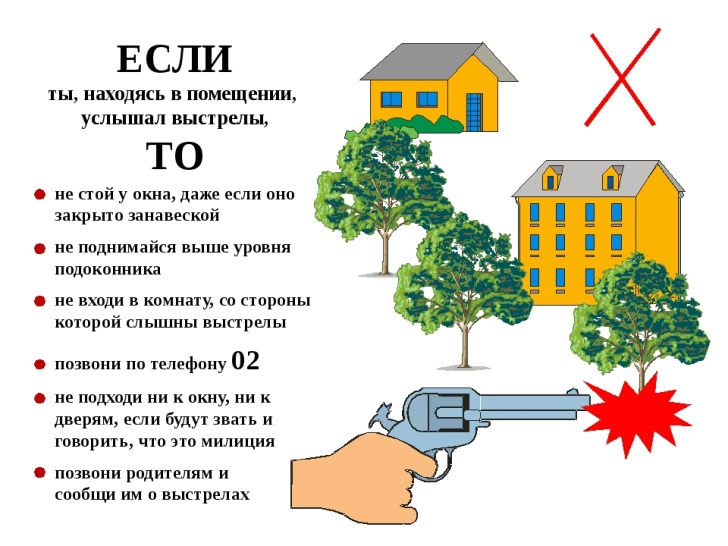 ЕСЛИ
ты, находясь в помещении,
услышал выстрелы,
ТО
не стой у окна, даже если оно
закрыто занавеской
не поднимайся выше уровня
подоконника
не входи в комнату, со стороны
которой слышны выстрелы
позвони по телефону 02
не подходи ни к окну, ни к
дверям, если будут звать и
говорить, что это милиция
позвони родителям и
сообщи им о выстрелах